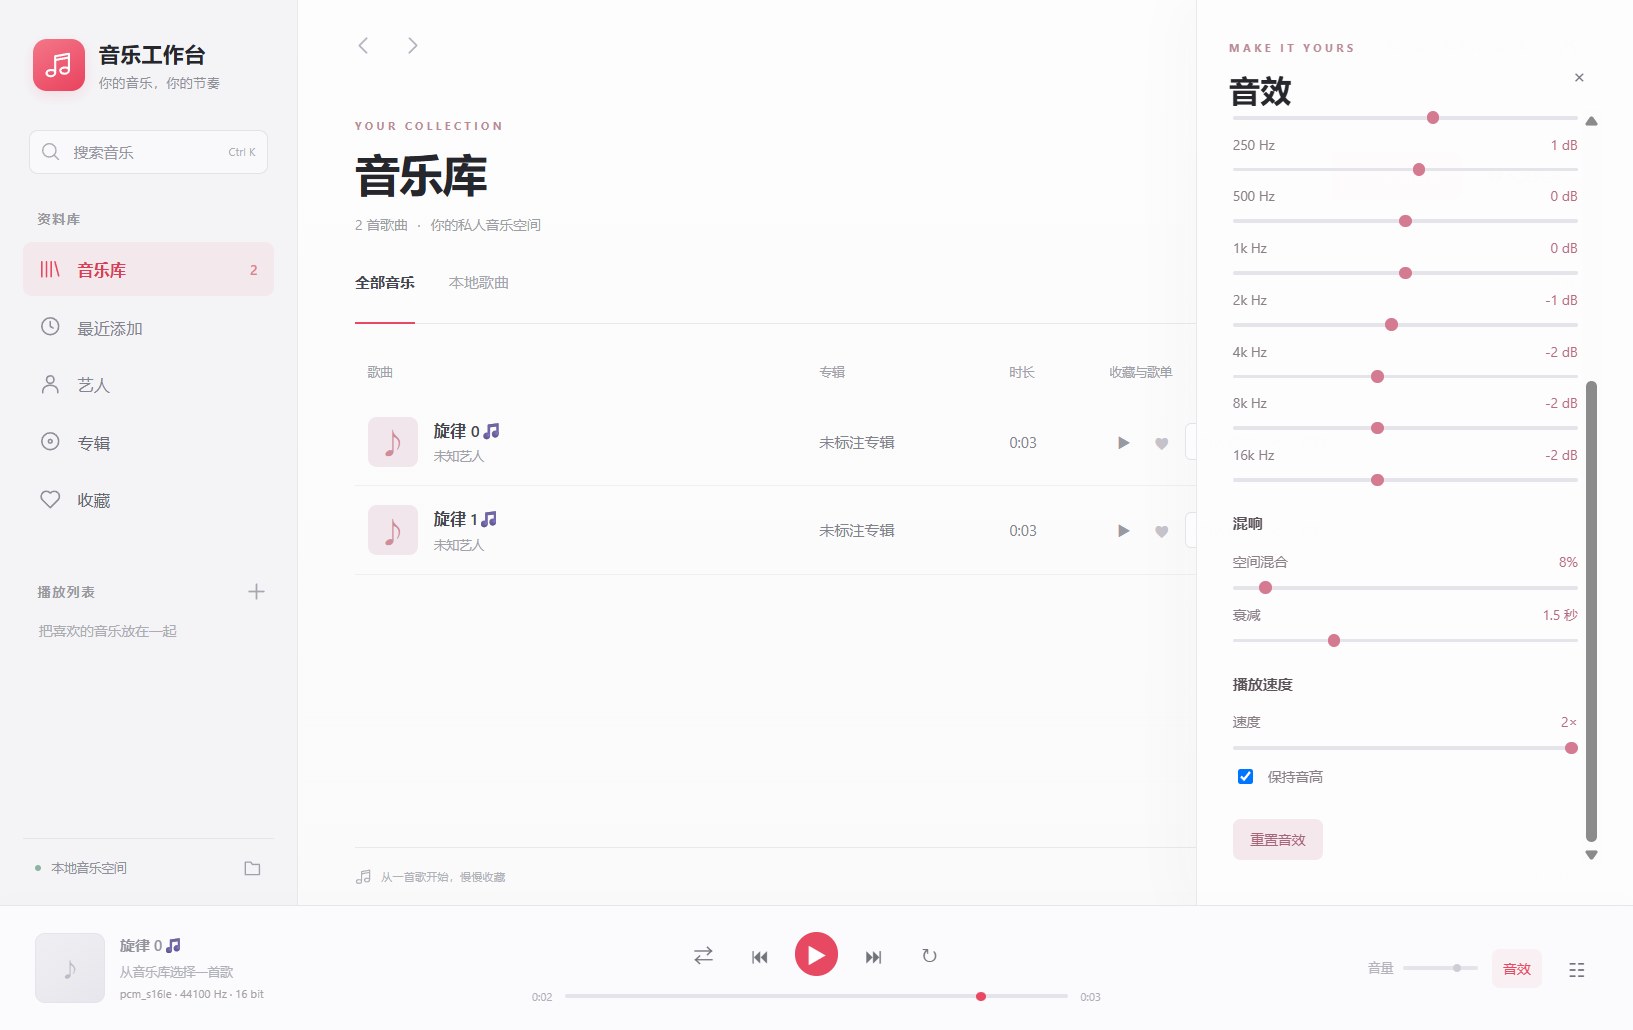 音乐工作台
你的音乐，你的节奏
搜索音乐 Ctrl K
资料库
音乐库 2
最近添加
艺人
专辑
收藏
播放列表
把喜欢的音乐放在一起
本地音乐空间
YOUR COLLECTION
音乐库
2 首歌曲 · 你的私人音乐空间
全部音乐 本地歌曲
歌曲 专辑 时长 收藏与歌单
旋律 0🎵 未标注专辑 0:03
未知艺人
旋律 1🎵 未标注专辑 0:03
未知艺人
从一首歌开始，慢慢收藏
MAKE IT YOURS
音效 ×
250 Hz 1 dB
500 Hz 0 dB
1k Hz 0 dB
2k Hz -1 dB
4k Hz -2 dB
8k Hz -2 dB
16k Hz -2 dB
混响
空间混合 8%
衰减 1.5 秒
播放速度
速度 2×
保持音高
重置音效
旋律 0🎵
从音乐库选择一首歌
pcm_s16le · 44100 Hz · 16 bit
0:02 0:03
音量 音效